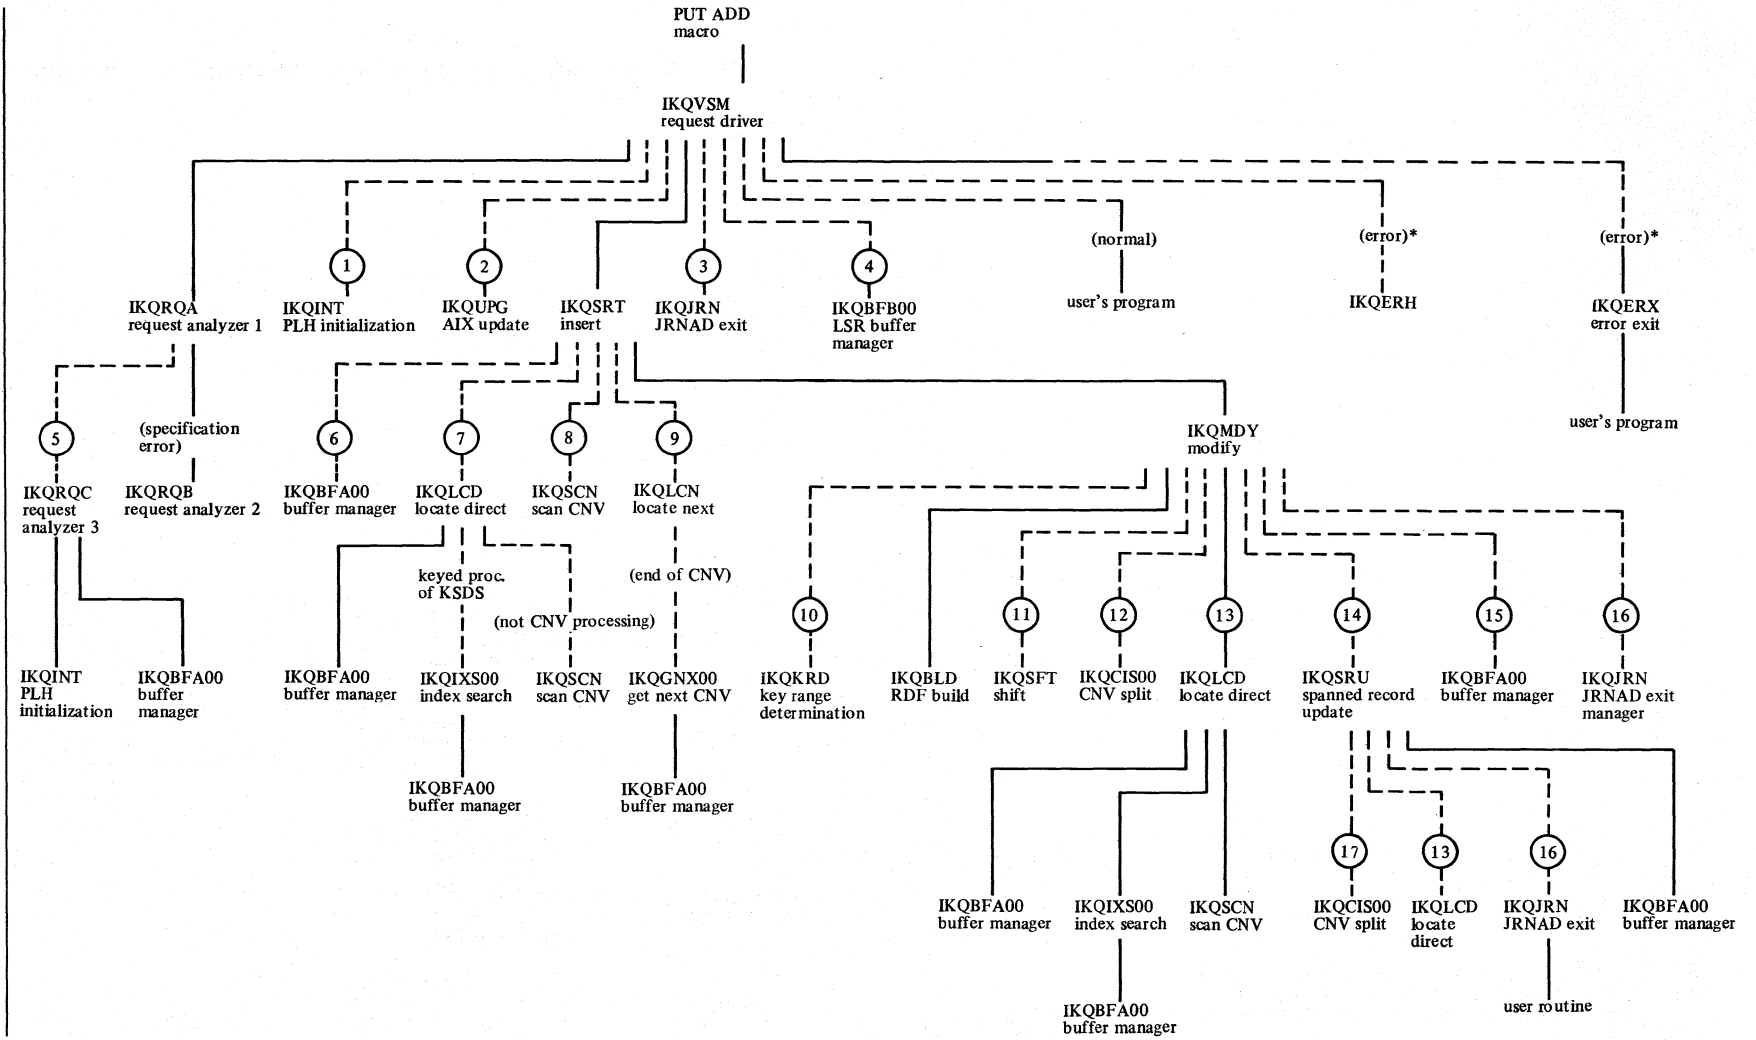 PUT ADD
macro
IKQVSM
request driver
(normal)
(error)*
(error)*
1
2
3
4
IKQRQA
request analyzer 1
IKQINT
PLH initialization
IKQUPG
AIX update
IKQSRT
insert
IKQJRN
JRNAD exit
IKQBFB00
LSR buffer
manager
user's program
IKQERH
IKQERX
error exit
user's program
(specification
error)
5
6
7
8
9
IKQMDY
modify
IKQRQC
request
analyzer 3
IKQRQB
request analyzer 2
IKQBFA00
buffer manager
IKQLCD
locate direct
IKQSCN
scan CNV
IKQLCN
locate next
keyed proc.
of KSDS
(end of CNV)
(not CNV processing)
10
11
12
13
14
15
16
IKQINT
PLH
initialization
IKQBFA00
buffer
manager
IKQBFA00
buffer manager
IKQIXS00
index search
IKQSCN
scan CNV
IKQGNX00
get next CNV
IKQKRD
key range
determination
IKQBLD
RDF build
IKQSFT
shift
IKQCIS00
CNV split
IKQLCD
locate direct
IKQSRU
spanned record
update
IKQBFA00
buffer manager
IKQJRN
JRNAD exit
manager
IKQBFA00
buffer manager
IKQBFA00
buffer manager
17
13
16
IKQBFA00
buffer manager
IKQIXS00
index search
IKQSCN
scan CNV
IKQCIS00
CNV split
IKQLCD
locate
direct
IKQJRN
JRNAD exit
IKQBFA00
buffer manager
IKQBFA00
buffer manager
user routine